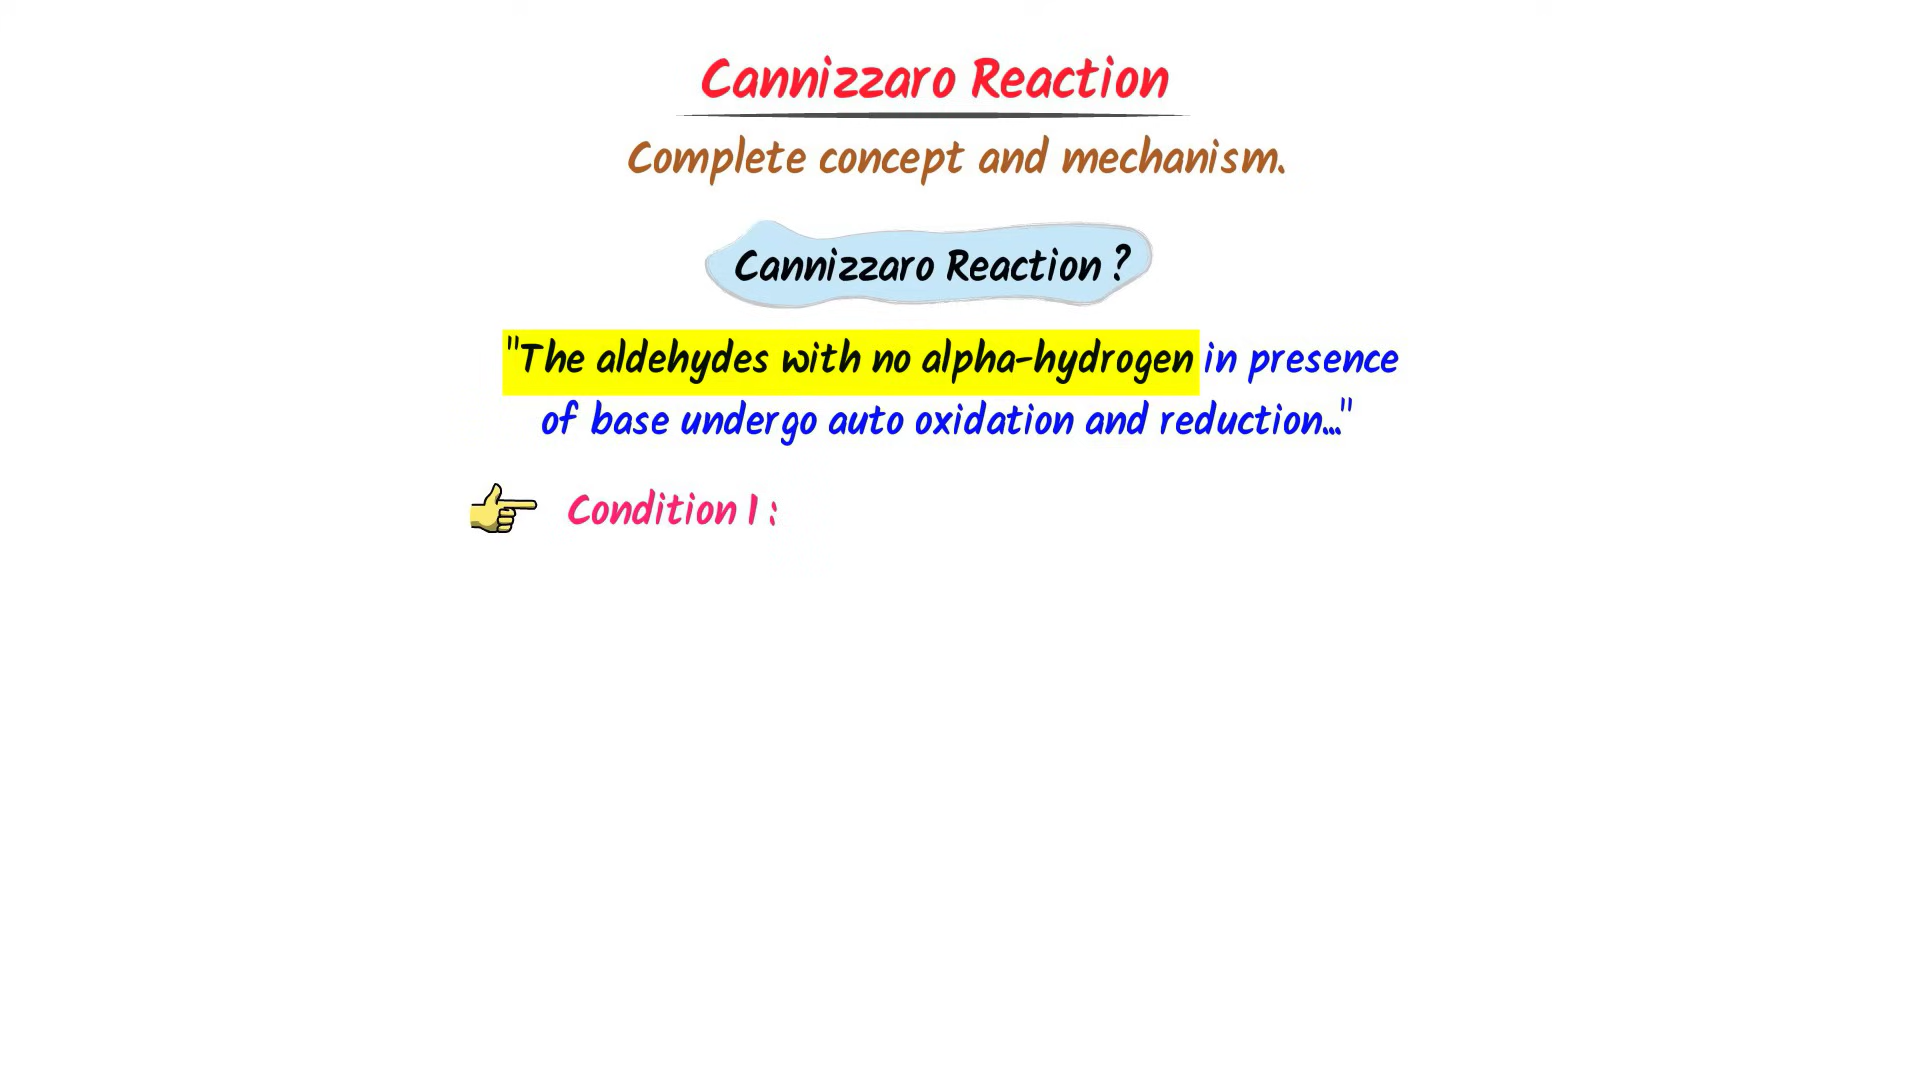 Cannizzaro Reaction
Complete concept and mechanism.
Cannizzaro Reaction ?
"The aldehydes with no alpha-hydrogen in presence
of base undergo auto oxidation and reduction..."
Condition 1 :